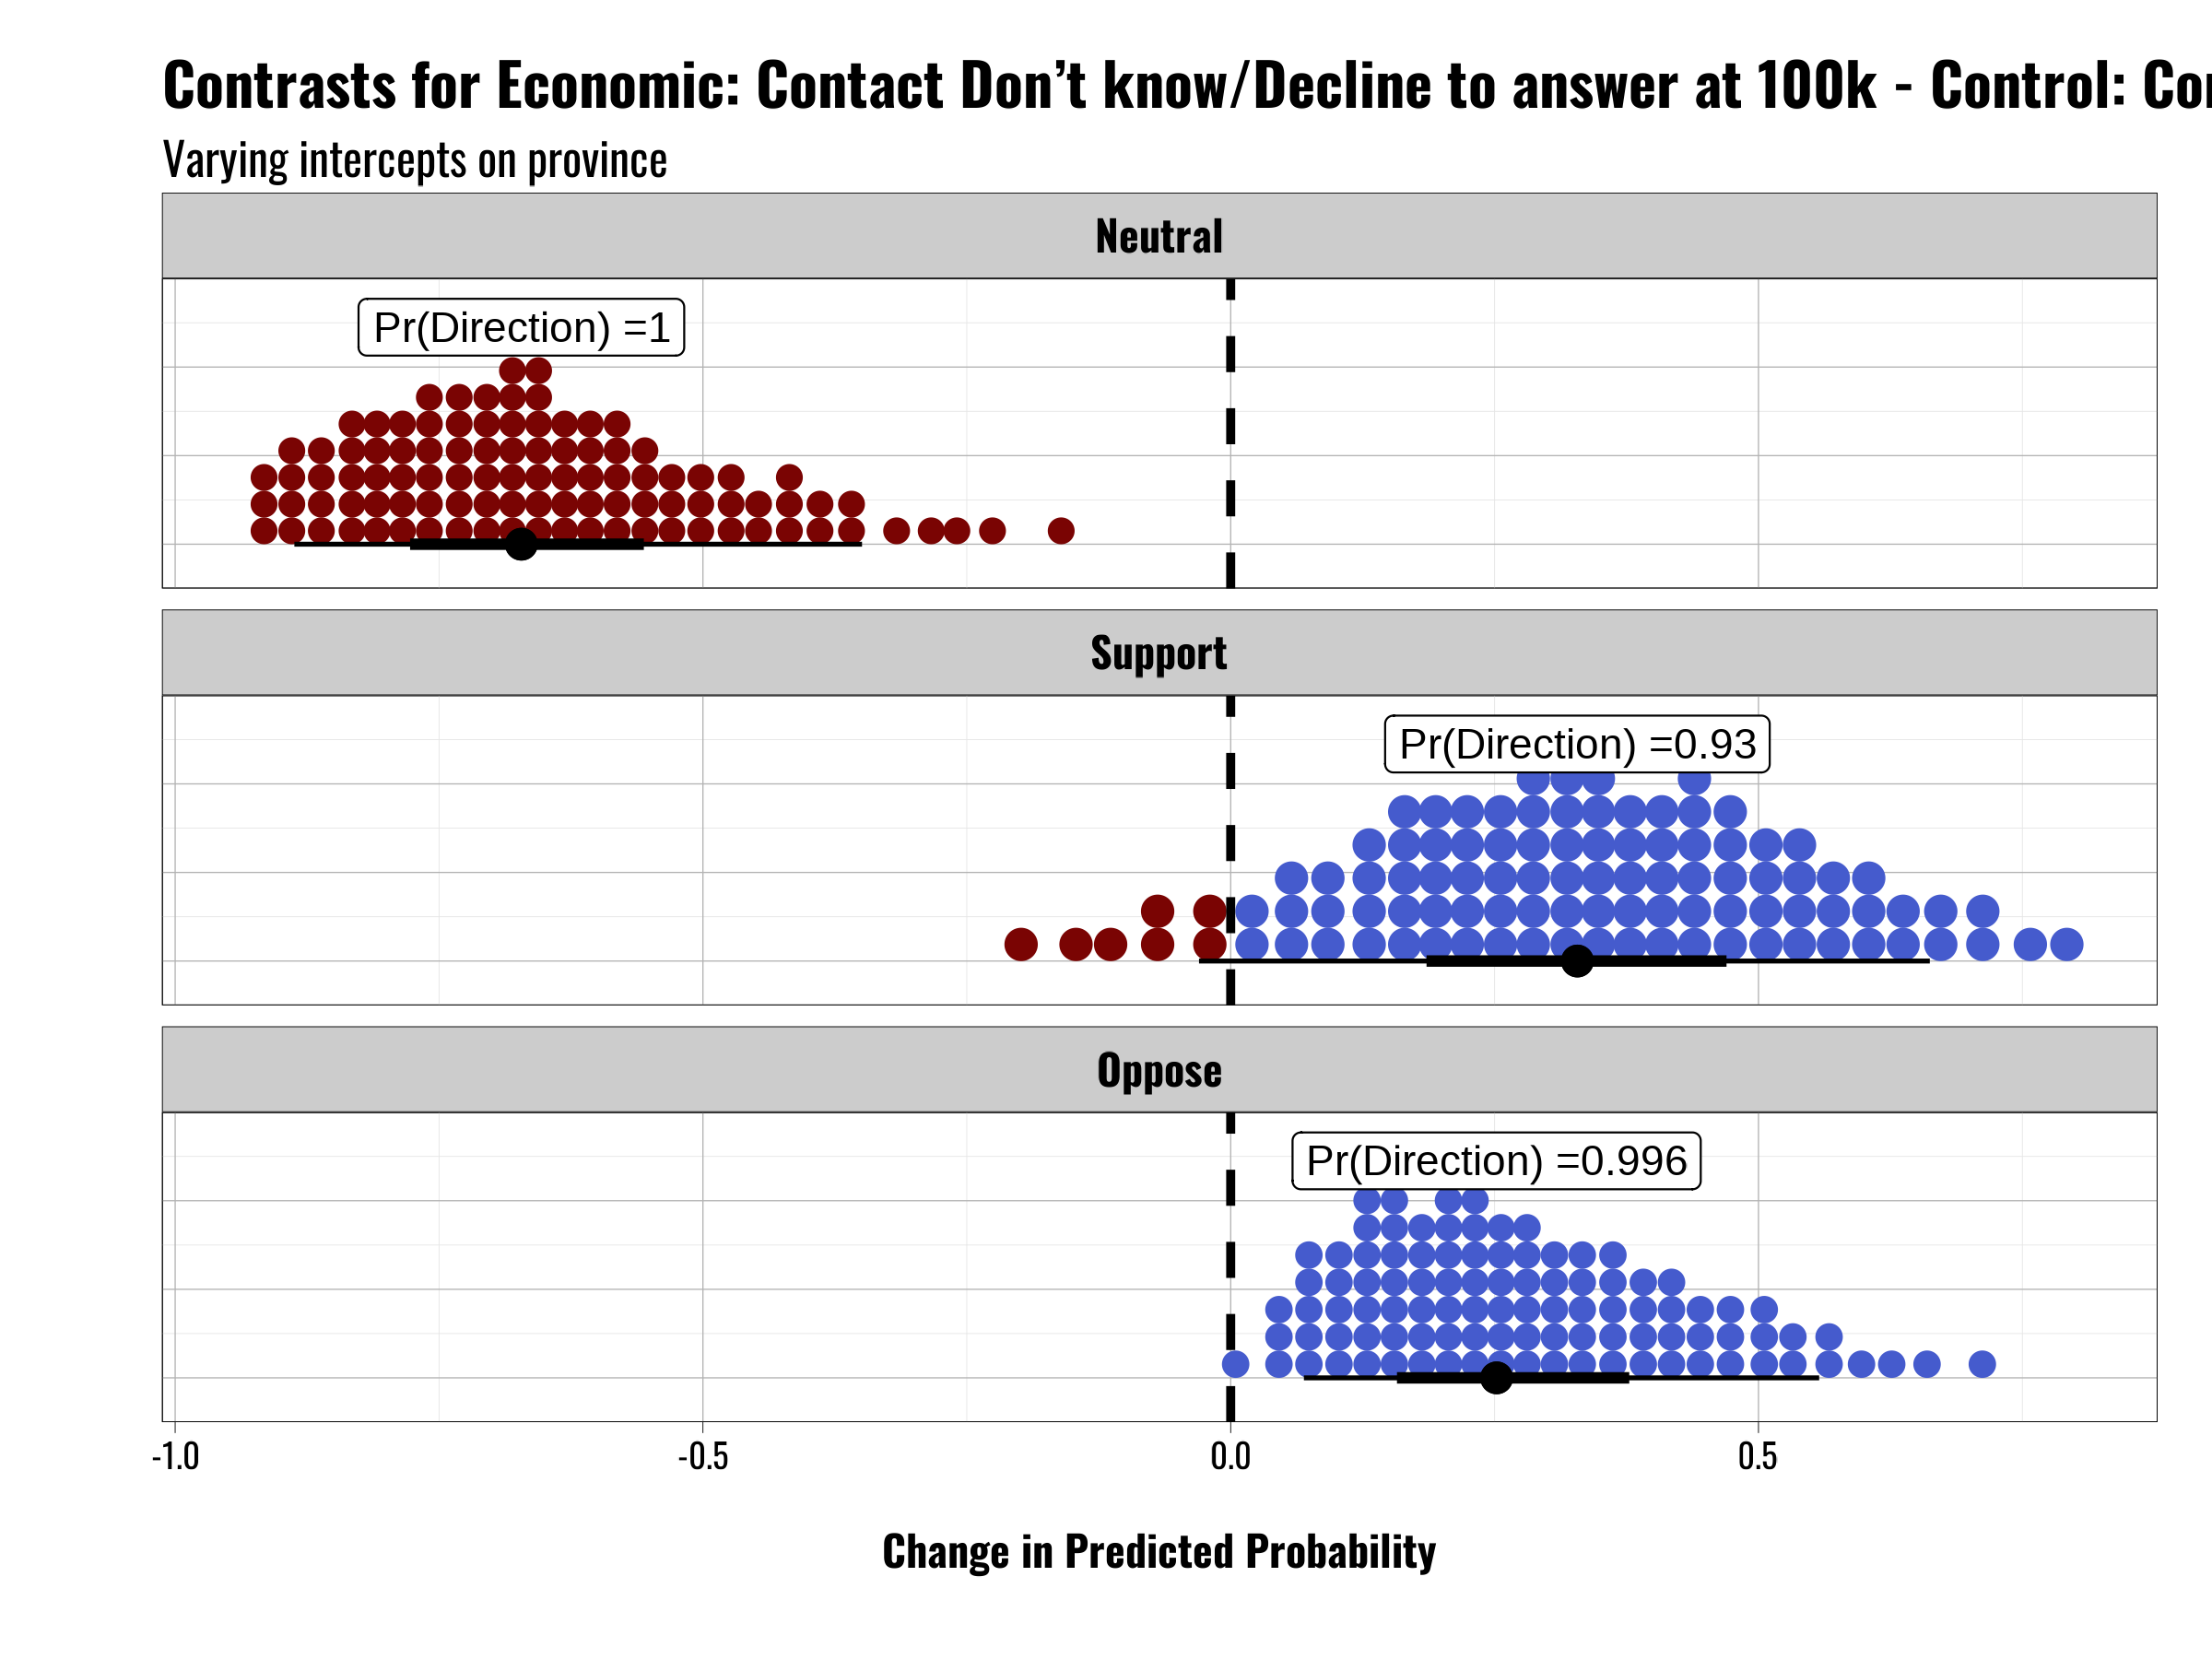 Contrasts for Economic: Contact Don’t know/Decline to answer at 100k - Control:
Varying intercepts on province
Neutral
Pr(Direction) =1
Support
Pr(Direction) =0.93
Oppose
Pr(Direction) =0.996
-1.0 -0.5 0.0 0.5
Change in Predicted Probability